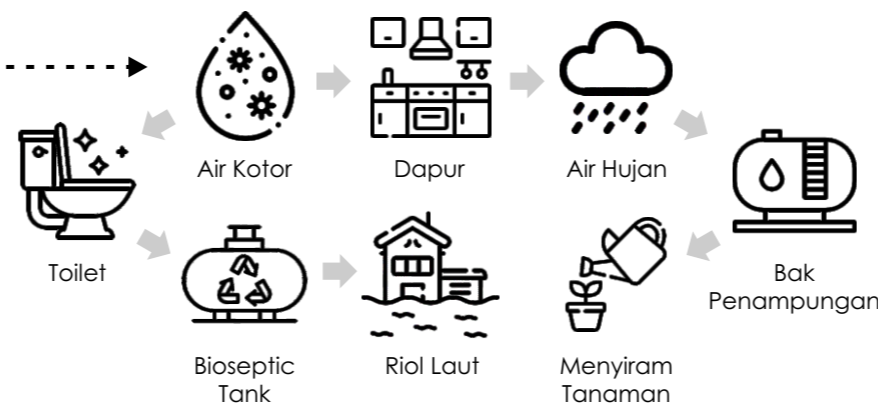 Air Kotor
Dapur
Air Hujan
Toilet
Bak
Penampungan
Bioseptic
Tank
Riol Laut
Menyiram
Tanaman